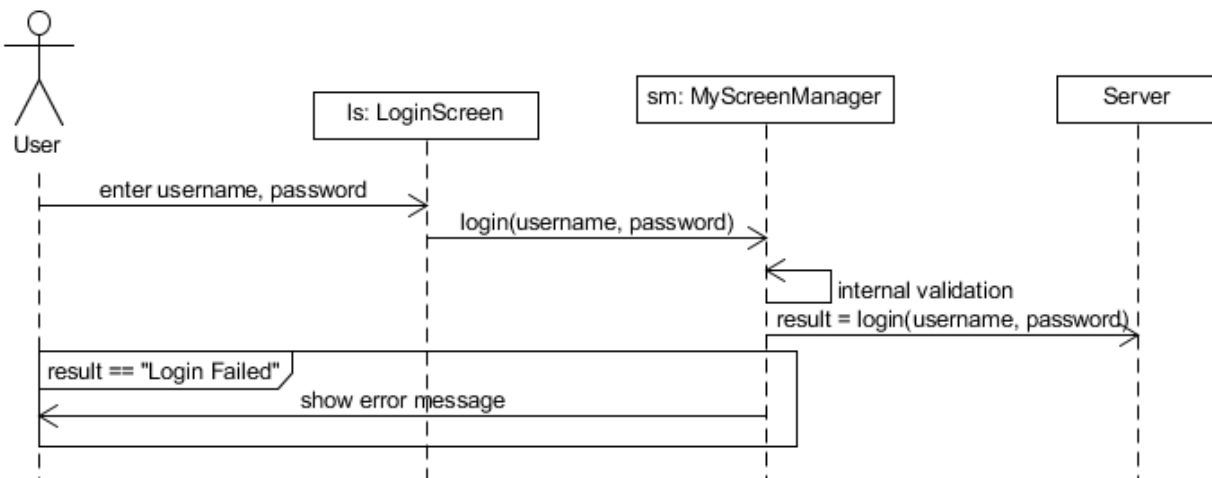 User
ls: LoginScreen
sm: MyScreenManager
Server
enter username, password
login(username, password)
internal validation
result = login(username, password)
result == "Login Failed"
show error message